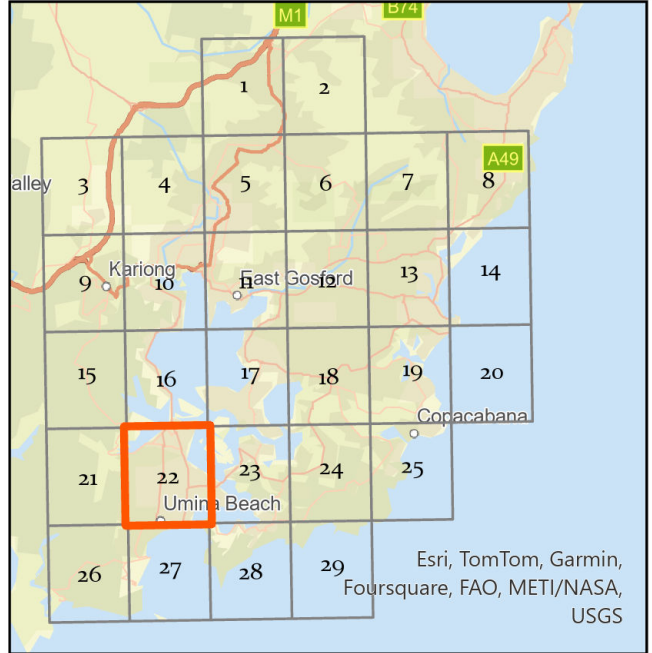 M1
B74
1
2
A49
alley
3
4
5
6
7
8
Kariong
East Gosford
9
10
11
12
13
14
15
16
17
18
19
20
Copacabana
21
22
23
24
25
Umina Beach
26
27
28
29
Esri, TomTom, Garmin,
Foursquare, FAO, METI/NASA,
USGS